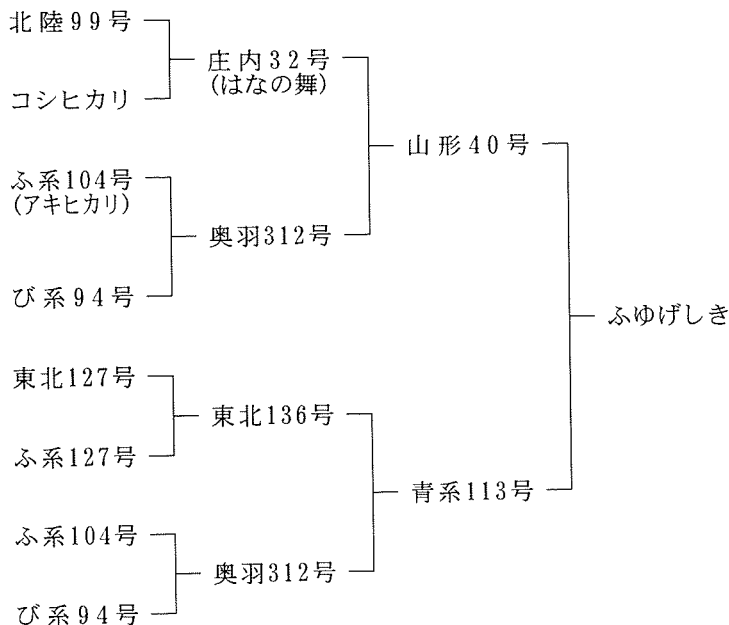 北陸99号
コシヒカリ
庄内32号
(はなの舞)
ふ系104号
(アキヒカリ)
び系94号
奥羽312号
山形40号
東北127号
ふ系127号
東北136号
ふ系104号
び系94号
奥羽312号
青系113号
ふゆげしき